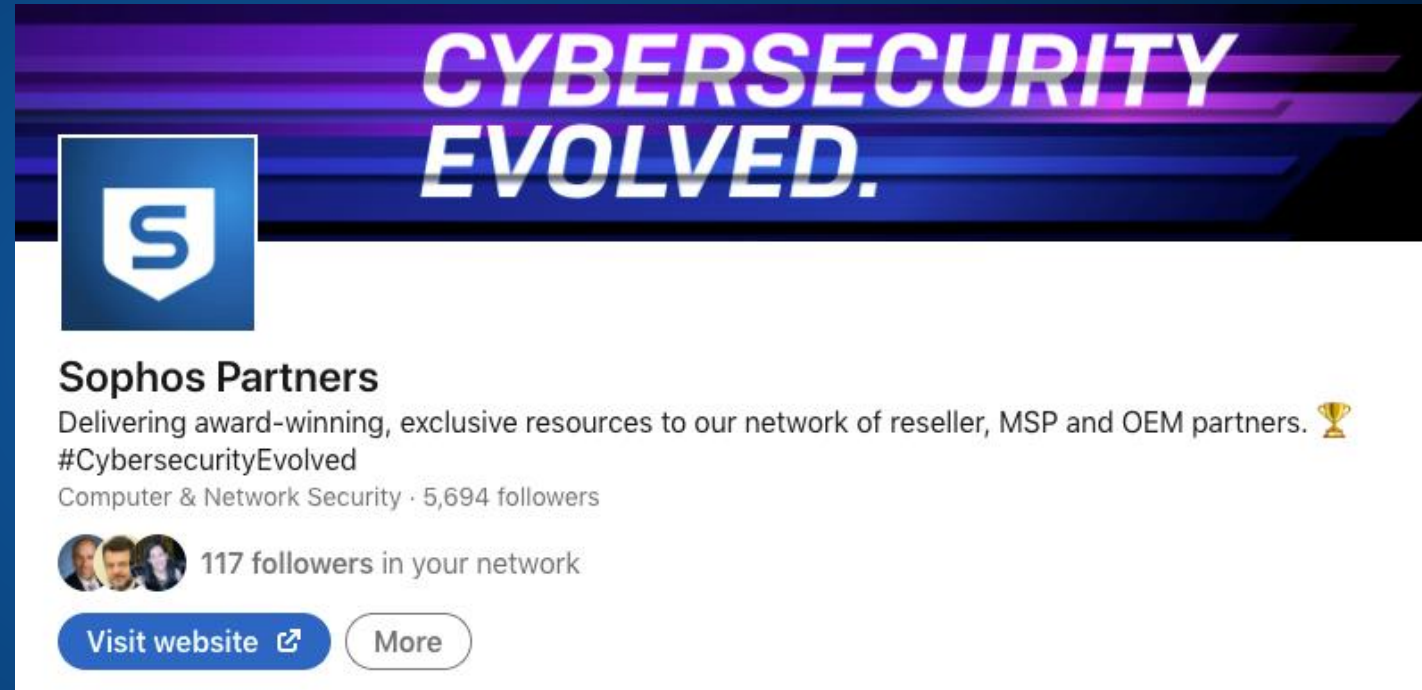 CYBERSECURITY
EVOLVED.
S
Sophos Partners
Delivering award-winning, exclusive resources to our network of reseller, MSP and OEM partners. 🏆
#CybersecurityEvolved
Computer & Network Security · 5,694 followers
117 followers in your network
Visit website
More